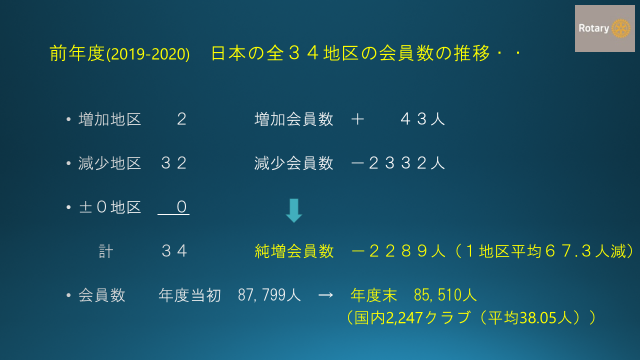 Rotary
前年度(2019-2020)　日本の全３４地区の会員数の推移・・
• 増加地区　　２　　　　増加会員数　＋　　４３人
• 減少地区　３２　　　　減少会員数　－２３３２人
• ±０地区　　０
計　　　３４　　　　純増会員数　－２２８９人（１地区平均６７.３人減）
• 会員数　　年度当初　87,799人　→　年度末　85,510人
（国内2,247クラブ（平均38.05人））